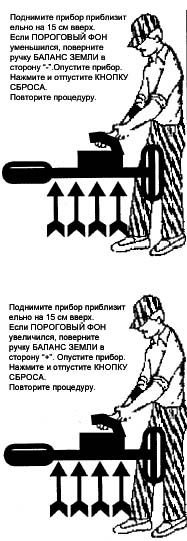 Поднимите прибор приблизит
ельно на 15 см вверх.
Если ПОРОГОВЫЙ ФОН
уменьшился, поверните
ручку БАЛАНС ЗЕМЛИ в
сторону "-". Опустите прибор.
Нажмите и отпустите КНОПКУ
СБРОСА.
Повторите процедуру.
Поднимите прибор приблизит
ельно на 15 см вверх.
Если ПОРОГОВЫЙ ФОН
увеличился, поверните
ручку БАЛАНС ЗЕМЛИ в
сторону "+". Опустите прибор.
Нажмите и отпустите КНОПКУ
СБРОСА.
Повторите процедуру.